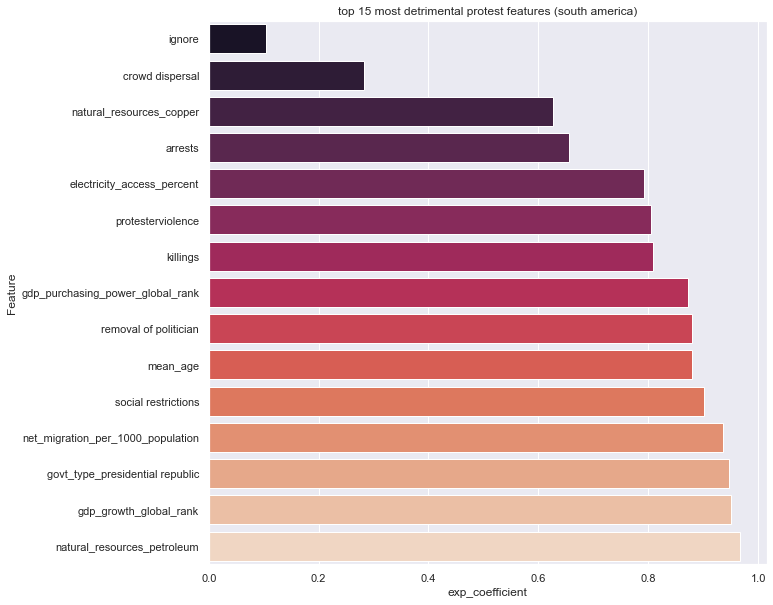 top 15 most detrimental protest features (south america)
ignore
crowd dispersal
natural_resources_copper
arrests
electricity_access_percent
protesterviolence
killings
gdp_purchasing_power_global_rank
removal of politician
mean_age
social restrictions
net_migration_per_1000_population
govt_type_presidential republic
gdp_growth_global_rank
natural_resources_petroleum
Feature
0.0 0.2 0.4 0.6 0.8 1.0
exp_coefficient